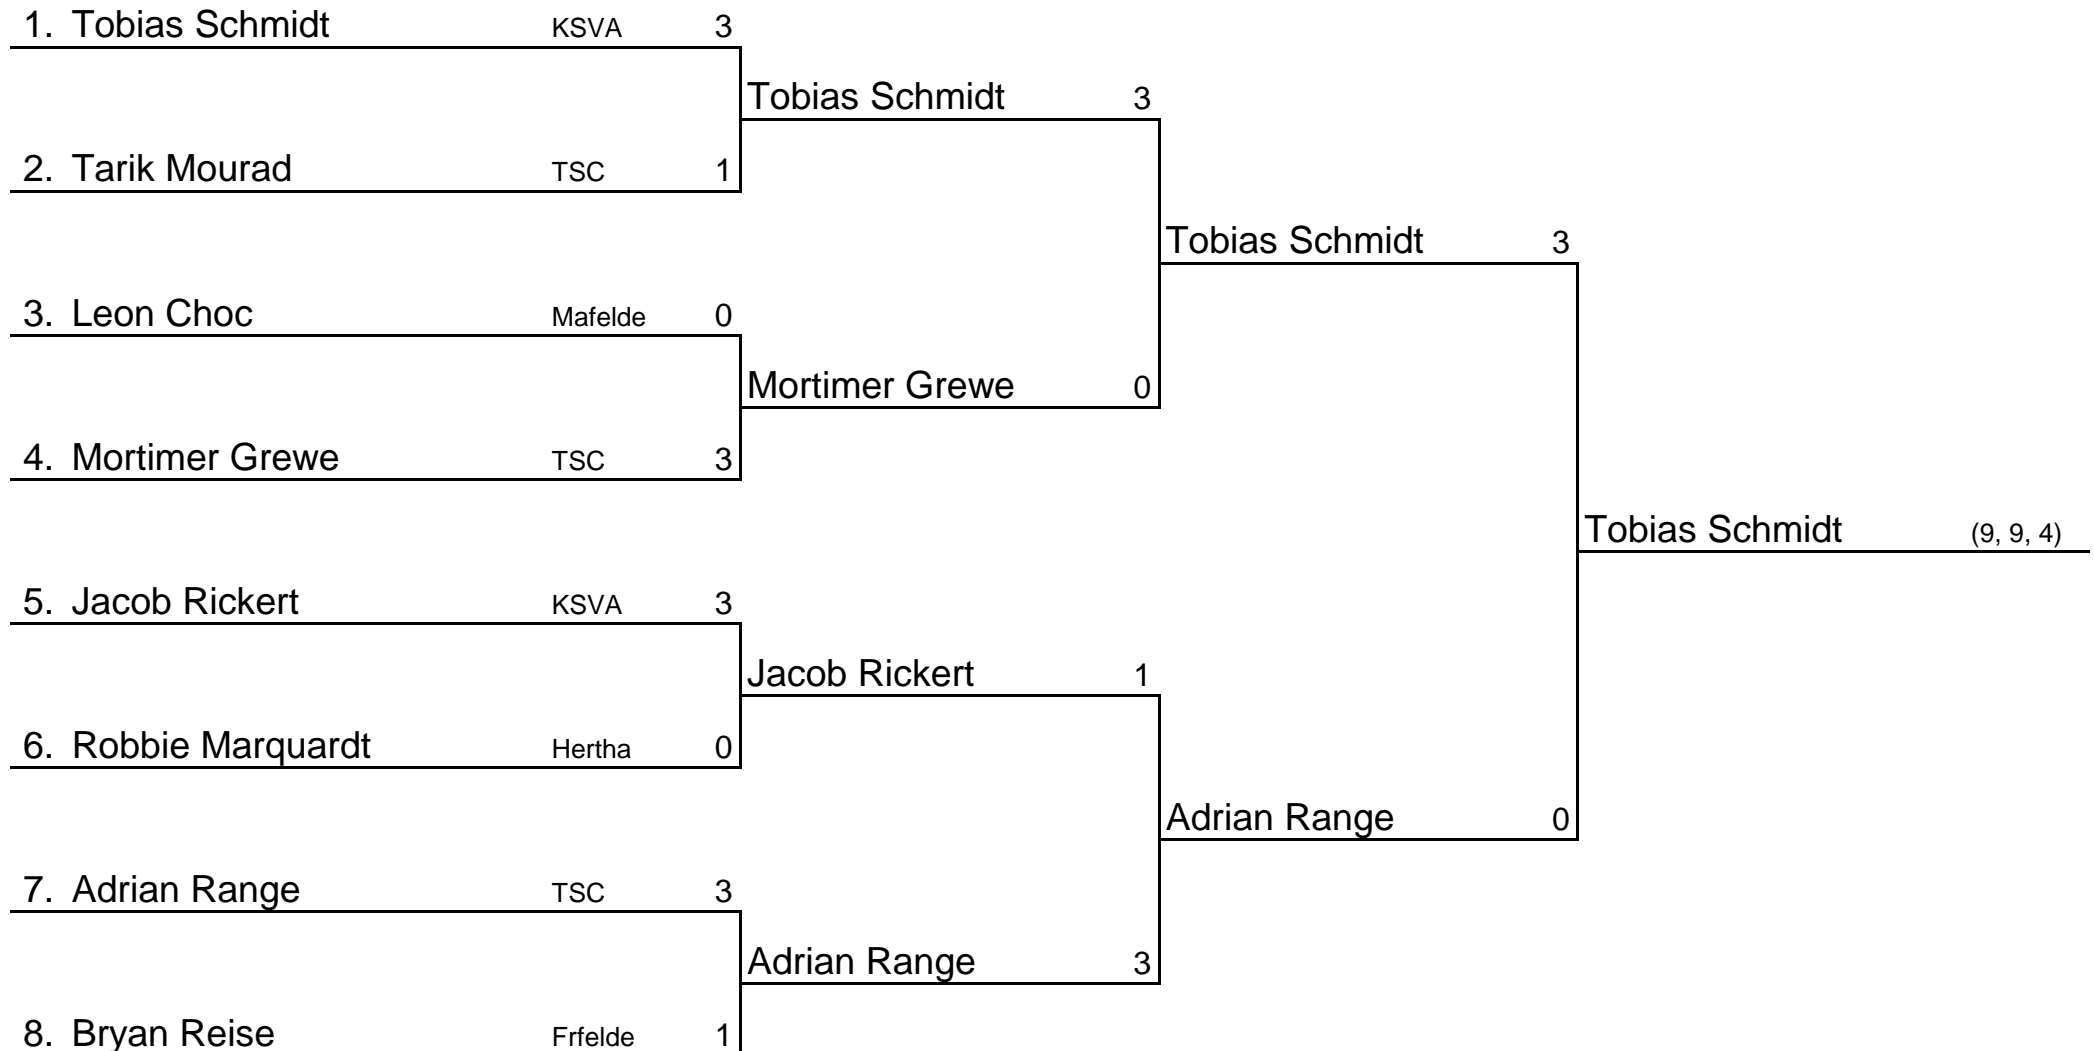 1. Tobias Schmidt KSVA 3
Tobias Schmidt 3
2. Tarik Mourad TSC 1
Tobias Schmidt 3
3. Leon Choc Mafelde 0
Mortimer Grewe 0
4. Mortimer Grewe TSC 3
Tobias Schmidt (9, 9, 4)
5. Jacob Rickert KSVA 3
Jacob Rickert 1
6. Robbie Marquardt Hertha 0
Adrian Range 0
7. Adrian Range TSC 3
Adrian Range 3
8. Bryan Reise Frfelde 1